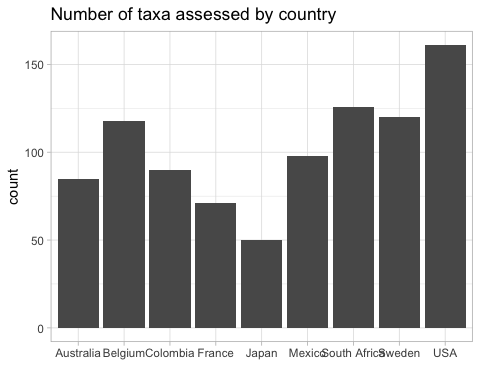 Number of taxa assessed by country
count
150
100
50
0
Australia Belgium Colombia France Japan Mexico South Africa Sweden USA